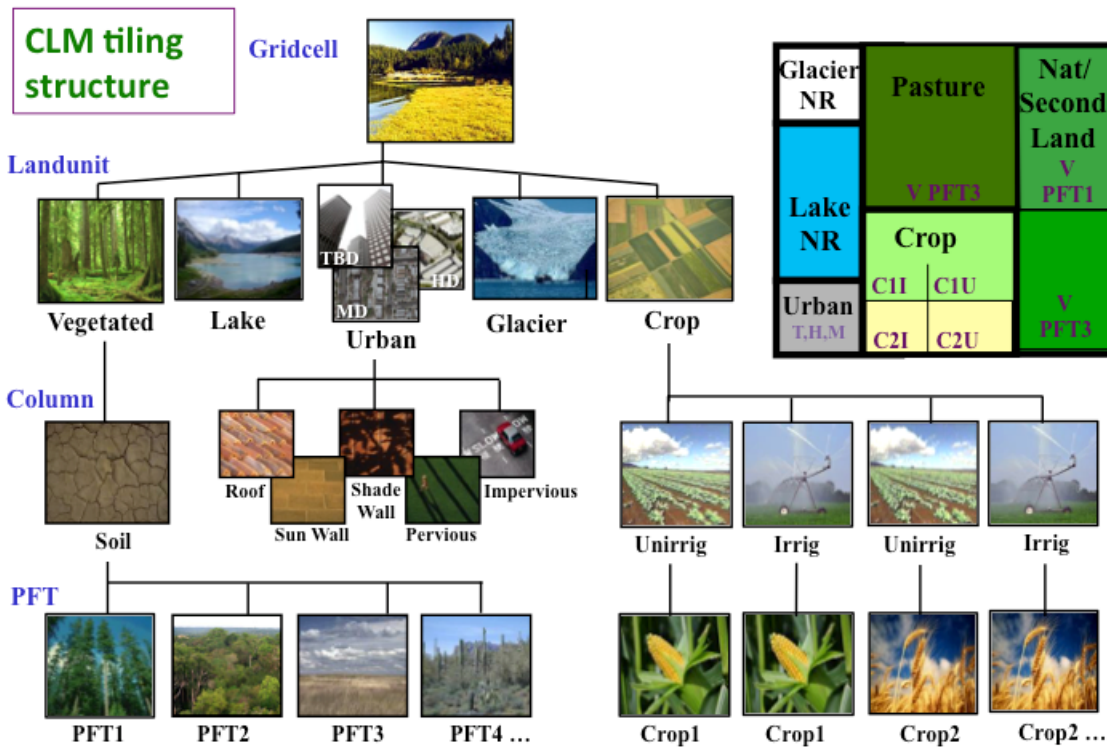 CLM tiling
structure
Gridcell
Landunit
TBD
HD
MD
Vegetated
Lake
Urban
Glacier
Crop
Column
Roof
Sun Wall
Shade
Wall
Pervious
Impervious
Soil
Unirrig
Irrig
Unirrig
Irrig
PFT
PFT1
PFT2
PFT3
PFT4 ...
Crop1
Crop1
Crop2
Crop2 ...
Glacier
NR
Pasture
V PFT3
Nat/
Second
Land
V
PFT1
Lake
NR
Crop
C1I
C1U
C2I
C2U
Urban
T,H,M
V
PFT3